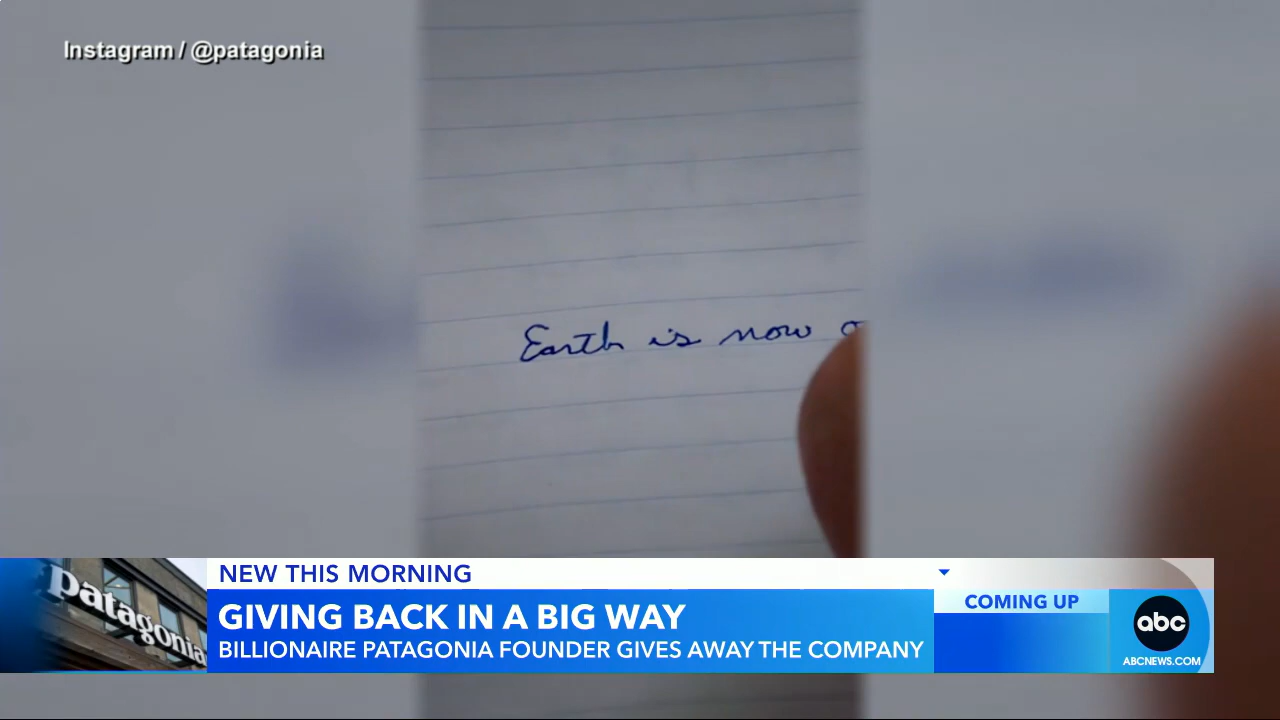 Instagram / @patagonia
Earth is now
patagonia
NEW THIS MORNING
GIVING BACK IN A BIG WAY
BILLIONAIRE PATAGONIA FOUNDER GIVES AWAY THE COMPANY
COMING UP
abc
ABCNEWS.COM